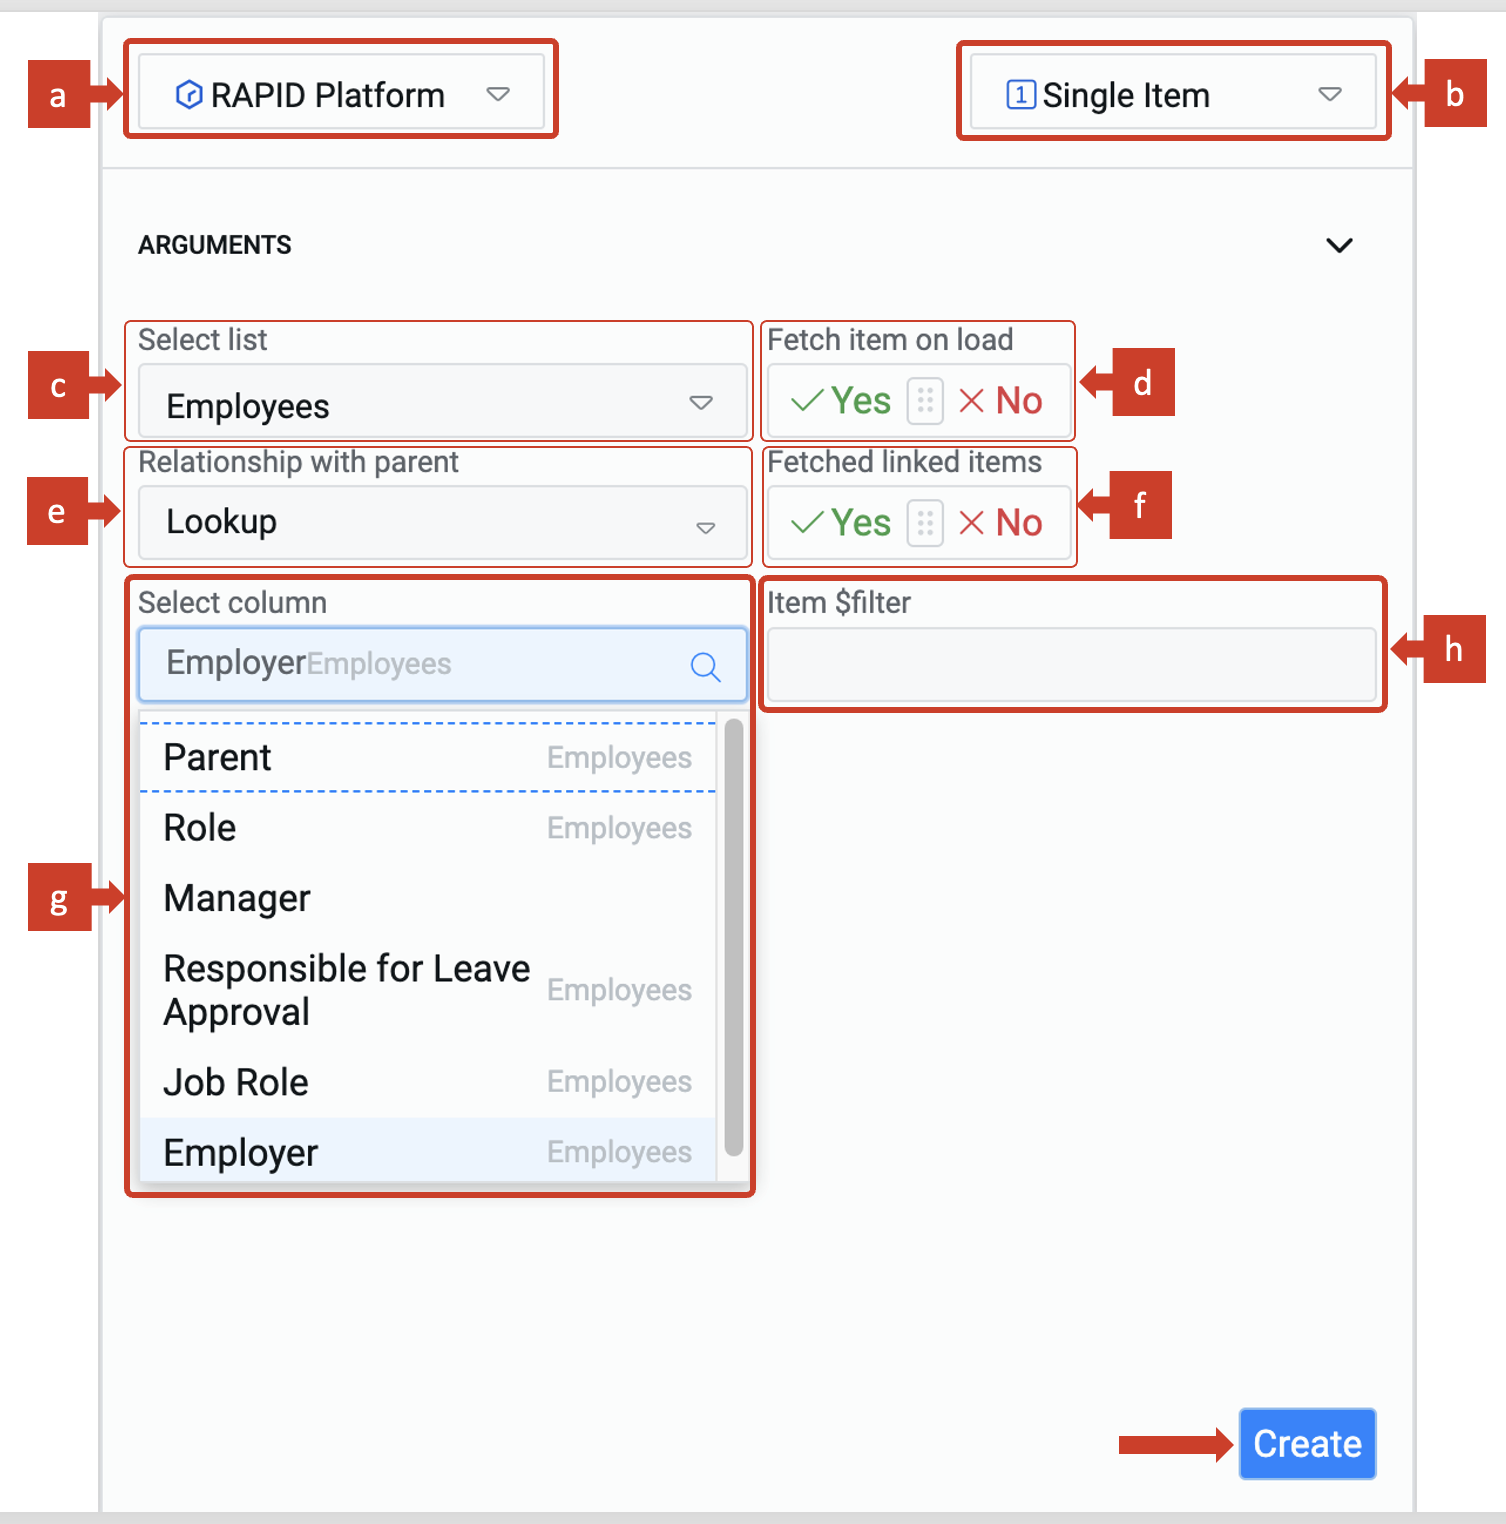 a
RAPID Platform
1 Single Item
b
ARGUMENTS
Select list
Fetch item on load
c
Employees
Yes No
d
Relationship with parent
Fetched linked items
e
Lookup
Yes No
f
Select column
Item $filter
EmployerEmployees
h
Parent Employees
Role Employees
Manager
g
Responsible for Leave
Approval
Employees
Job Role Employees
Employer Employees
Create